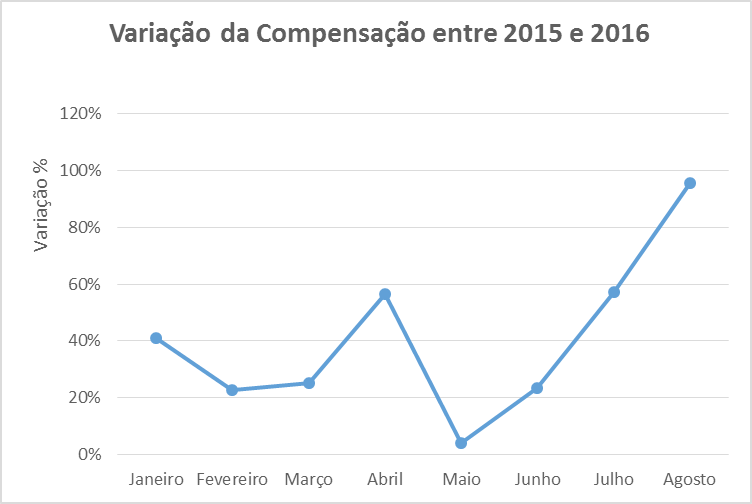 Variação da Compensação entre 2015 e 2016
Variação %
120%
100%
80%
60%
40%
20%
0%
Janeiro Fevereiro Março Abril Maio Junho Julho Agosto